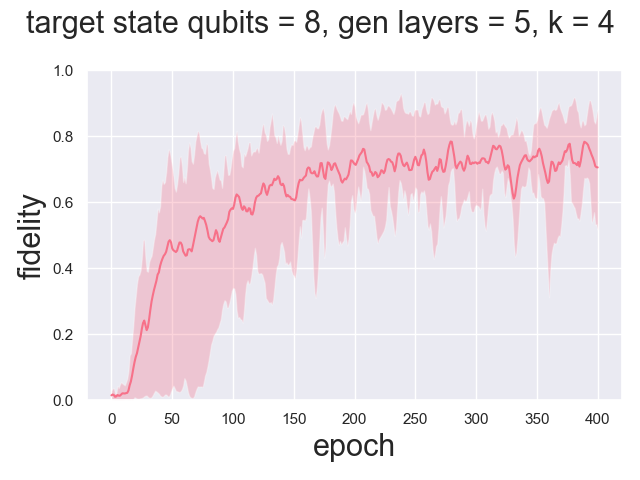 target state qubits = 8, gen layers = 5, k = 4
1.0
0.8
0.6
0.4
0.2
0.0
fidelity
0 50 100 150 200 250 300 350 400
epoch